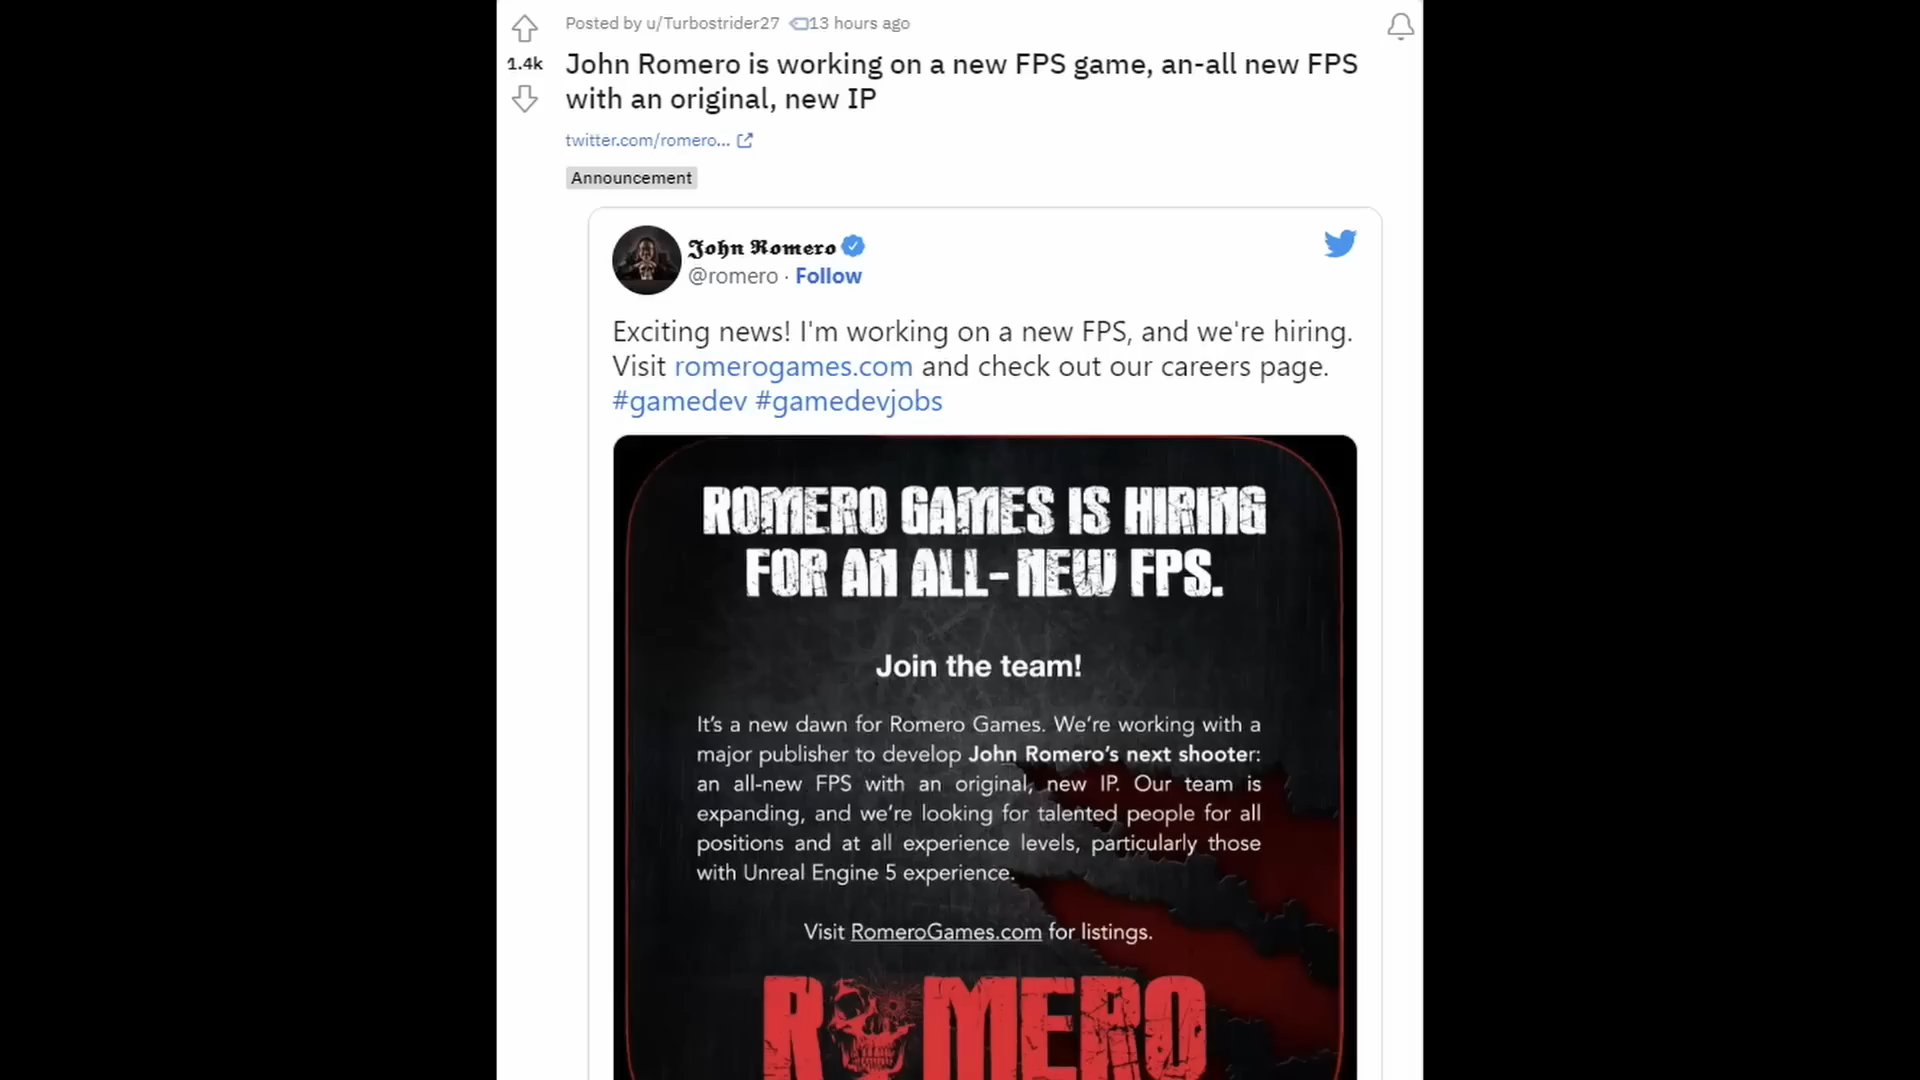 Posted by u/Turbostrider27 13 hours ago
1.4k
John Romero is working on a new FPS game, an-all new FPS
with an original, new IP
twitter.com/romero...
Announcement
John Romero
@romero · Follow
Exciting news! I'm working on a new FPS, and we're hiring.
Visit romerogames.com and check out our careers page.
#gamedev #gamedevjobs
ROMERO GAMES IS HIRING
FOR AN ALL-NEW FPS.
Join the team!
It's a new dawn for Romero Games. We're working with a
major publisher to develop John Romero's next shooter:
an all-new FPS with an original, new IP. Our team is
expanding, and we're looking for talented people for all
positions and at all experience levels, particularly those
with Unreal Engine 5 experience.
Visit RomeroGames.com for listings.
ROMERO